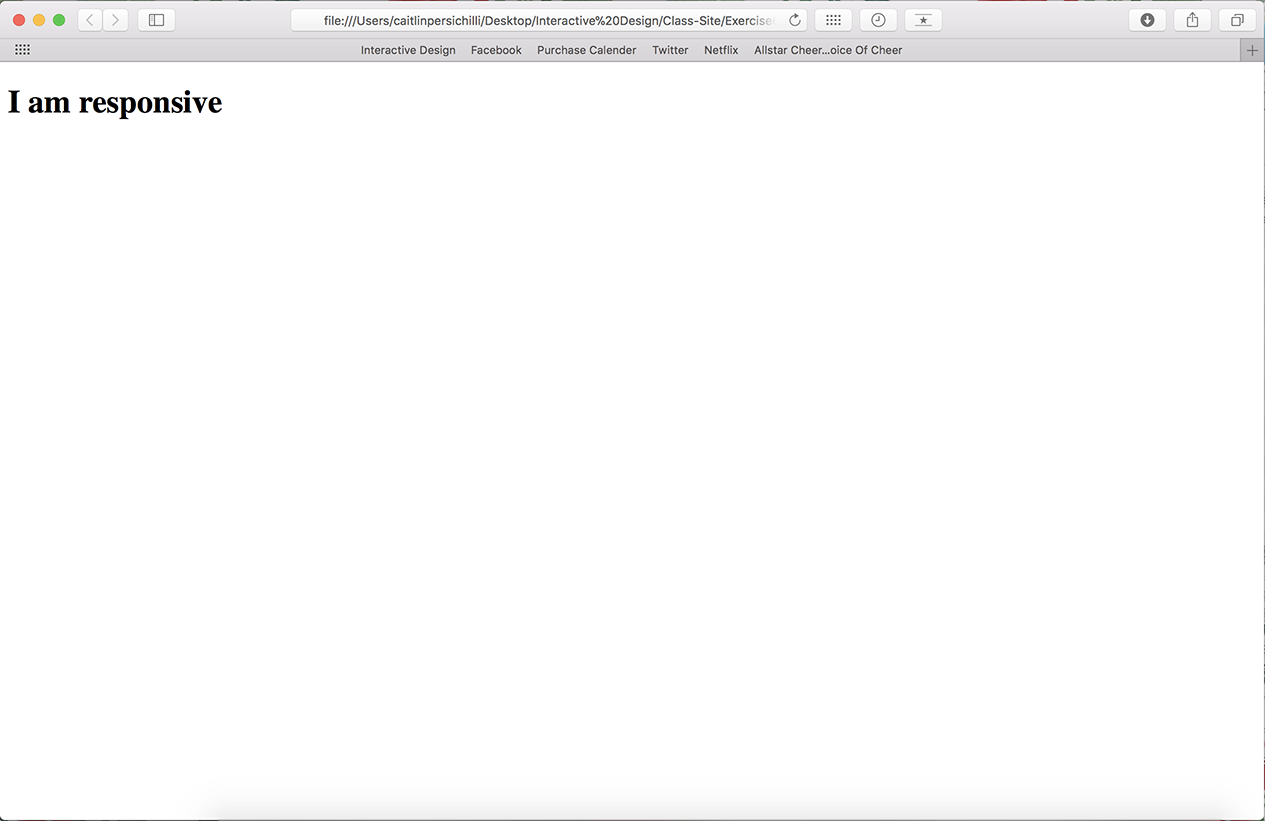 file:///Users/caitlinpersichilli/Desktop/Interactive%20Design/Class-Site/Exercise
Interactive Design Facebook Purchase Calender Twitter Netflix Allstar Cheer...oice Of Cheer
I am responsive